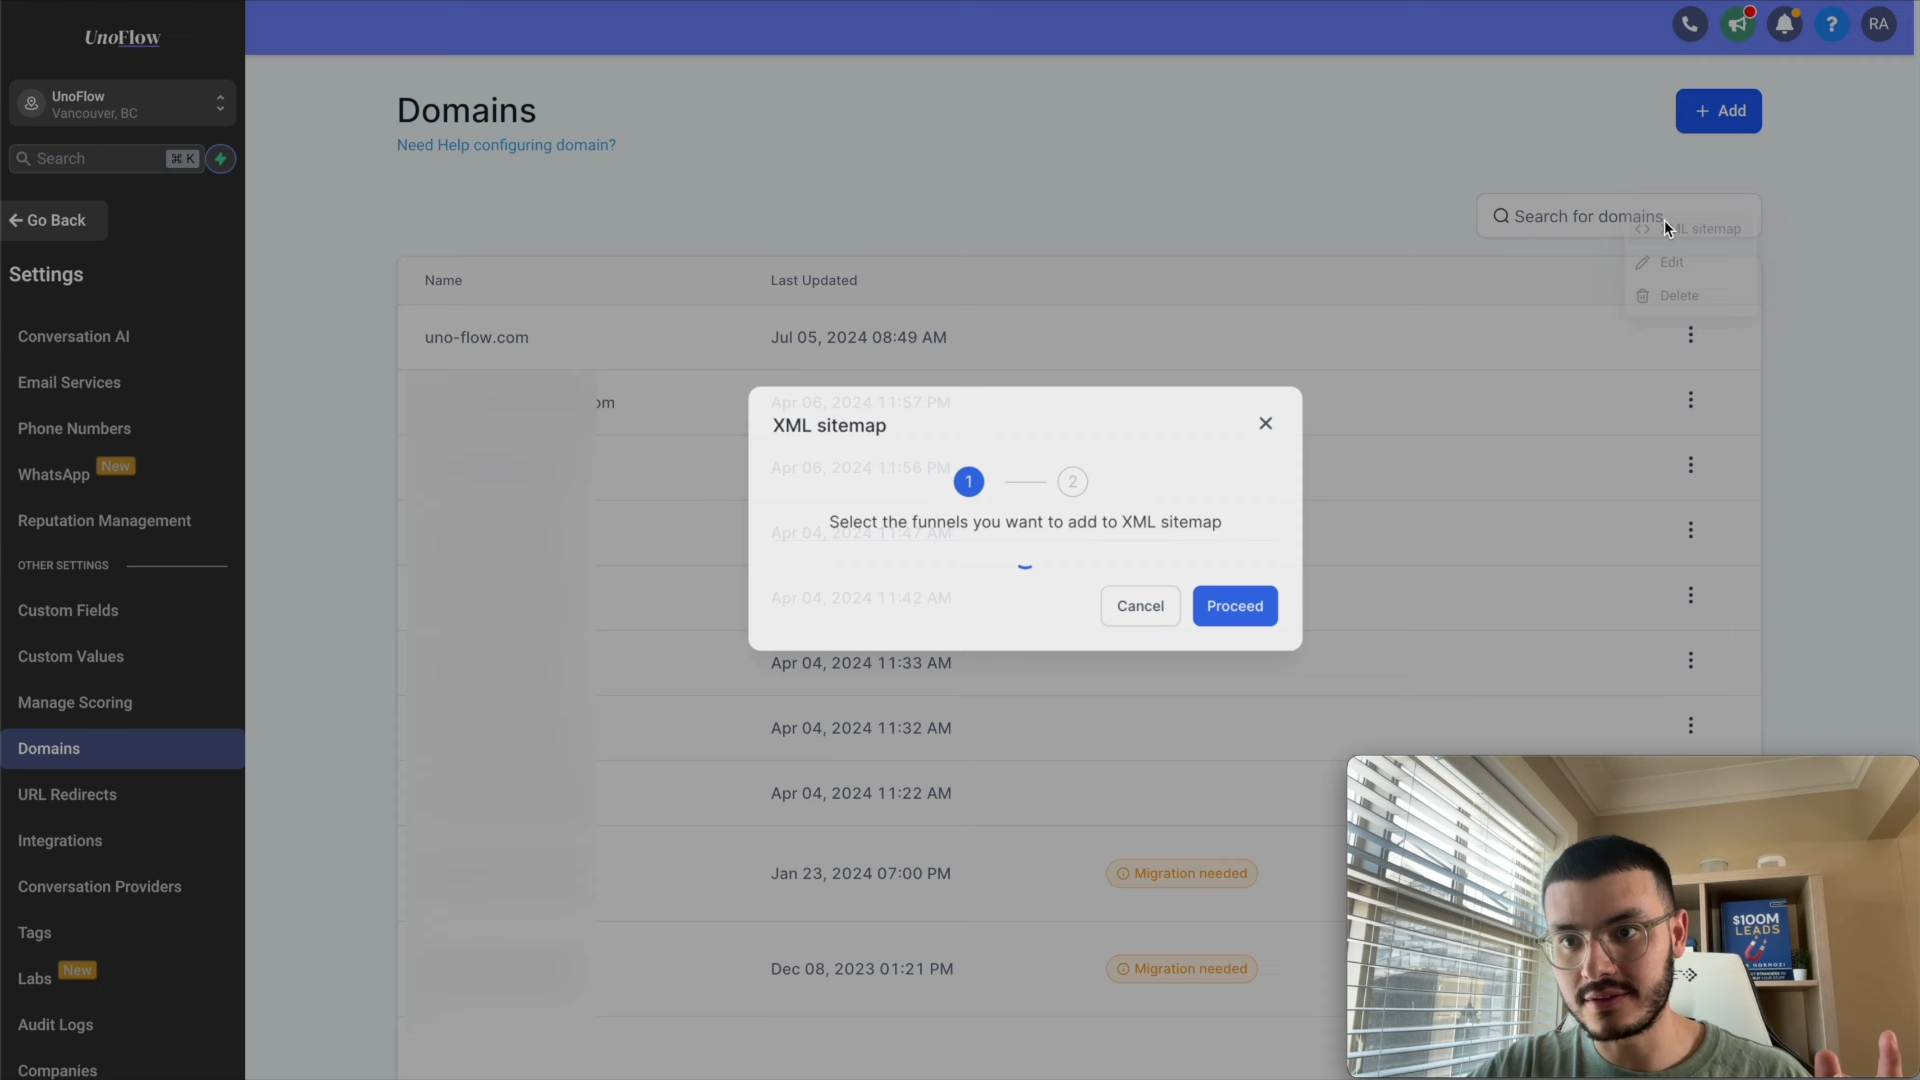 UnoFlow
UnoFlow
Vancouver, BC
Search
⌘ K
Go Back
Settings
Conversation AI
Email Services
Phone Numbers
WhatsApp New
Reputation Management
OTHER SETTINGS
Custom Fields
Custom Values
Manage Scoring
Domains
URL Redirects
Integrations
Conversation Providers
Tags
Labs New
Audit Logs
Companies
?
RA
Domains
Need Help configuring domain?
+ Add
Search for domains
XML sitemap
Edit
Delete
Name Last Updated
uno-flow.com Jul 05, 2024 08:49 AM
om Apr 06, 2024 11:57 PM
Apr 06, 2024 11:56 PM
Apr 04, 2024 11:47 AM
Apr 04, 2024 11:42 AM
XML sitemap
1 2
Select the funnels you want to add to XML sitemap
Cancel Proceed
Apr 04, 2024 11:33 AM
Apr 04, 2024 11:32 AM
Apr 04, 2024 11:22 AM
Jan 23, 2024 07:00 PM Migration needed
Dec 08, 2023 01:21 PM Migration needed
$100M
LEADS
HORMOZI